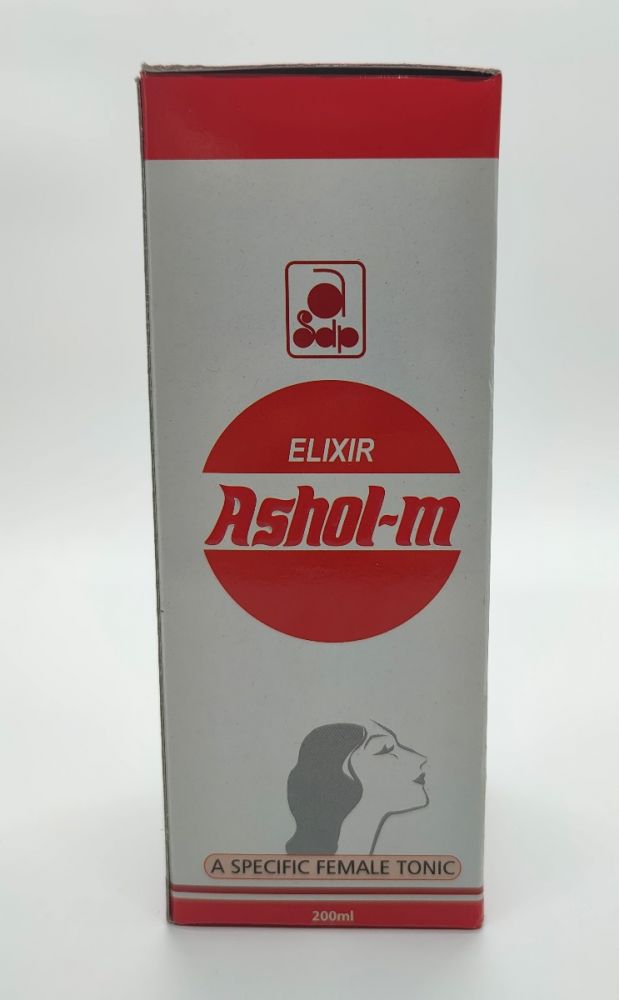 a
Sdp
ELIXIR
Ashol-m
A SPECIFIC FEMALE TONIC
200ml